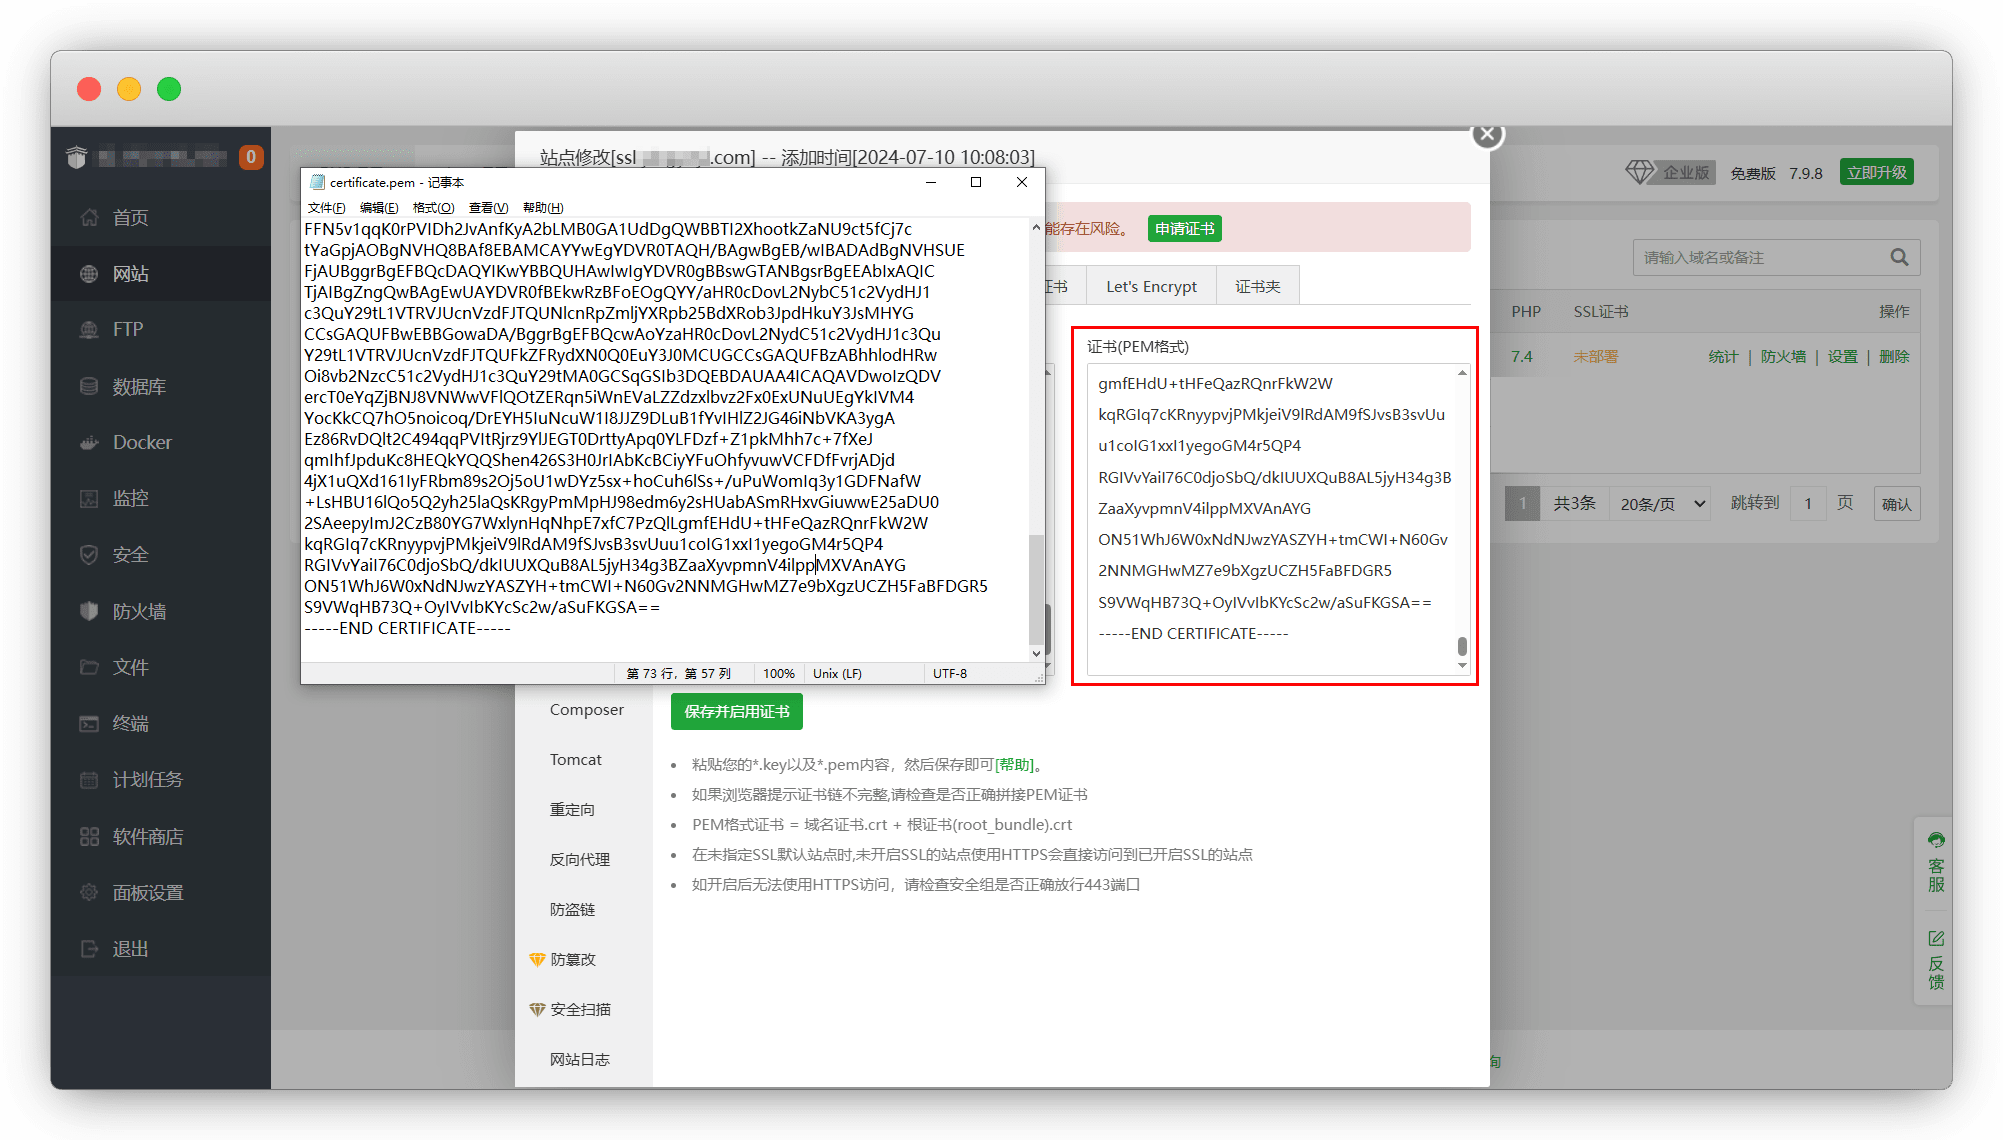 0
首页
网站
FTP
数据库
Docker
监控
安全
防火墙
文件
终端
计划任务
软件商店
面板设置
退出
站点修改[ssl .com] -- 添加时间[2024-07-10 10:08:03]
企业版 免费版 7.9.8 立即升级
能存在风险。 申请证书
请输入域名或备注
证书 Let's Encrypt 证书夹
PHP SSL证书 操作
7.4 未部署 统计 | 防火墙 | 设置 | 删除
1 共3条 20条/页 跳转到 1 页 确认
certificate.pem - 记事本
文件(F) 编辑(E) 格式(O) 查看(V) 帮助(H)
FFN5v1qqK0rPVIDh2JvAnfKyA2bLMB0GA1UdDgQWBBTI2XhootkZaNU9ct5fCj7c
tYaGpjAOBgNVHQ8BAf8EBAMCAYYwEgYDVR0TAQH/BAgwBgEB/wIBADAdBgNVHSUE
FjAUBggrBgEFBQcDAQYIKwYBBQUHAwIwIgYDVR0gBBswGTANBgsrBgEEAbIxAQIC
TjAIBgZngQwBAgEwUAYDVR0fBEkwRzBFoEOgQYY/aHR0cDovL2NybC51c2VydHJ1
c3QuY29tL1VTRVJUcnVzdFJTQUNlcnRpZmljYXRpb25BdXRob3JpdHkuY3JsMHYG
CCsGAQUFBwEBBGowaDA/BggrBgEFBQcwAoYzaHR0cDovL2NydC51c2VydHJ1c3Qu
Y29tL1VTRVJUcnVzdFJTQUFkZFRydXN0Q0EuY3J0MCUGCCsGAQUFBzABhhlodHRw
Oi8vb2NzcC51c2VydHJ1c3QuY29tMA0GCSqGSIb3DQEBDAUAA4ICAQAVDwoIzQDV
ercT0eYqZjBNJ8VNWwVFlQOtZERqn5iWnEVaLZZdzxlbvz2Fx0ExUNuUEgYkIVM4
YocKkCQ7hO5noicoq/DrEYH5IuNcuW1I8JJZ9DLuB1fYvIHlZ2JG46iNbVKA3ygA
Ez86RvDQlt2C494qqPVItRjrz9YlJEGT0DrttyApq0YLFDzf+Z1pkMhh7c+7fXeJ
qmIhfJpduKc8HEQkYQQShen426S3H0JrIAbKcBCiyYFuOhfyvuwVCFDfFvrjADjd
4jX1uQXd161IyFRbm89s2Oj5oU1wDYz5sx+hoCuh6lSs+/uPuWomIq3y1GDFNafW
+LsHBU16lQo5Q2yh25laQsKRgyPmMpHJ98edm6y2sHUabASmRHxvGiuwwE25aDU0
2SAeepyImJ2CzB80YG7WxlynHqNhpE7xfC7PzQlLgmfEHdU+tHFeQazRQnrFkW2W
kqRGIq7cKRnyypvjPMkjeiV9lRdAM9fSJvsB3svUuu1coIG1xxI1yegoGM4r5QP4
RGIVvYaiI76C0djoSbQ/dkIUUXQuB8AL5jyH34g3BZaaXyvpmnV4ilppMXVAnAYG
ON51WhJ6W0xNdNJwzYASZYH+tmCWI+N60Gv2NNMGHwMZ7e9bXgzUCZH5FaBFDGR5
S9VWqHB73Q+OyIVvIbKYcSc2w/aSuFKGSA==
-----END CERTIFICATE-----
第 73 行，第 57 列 100% Unix (LF) UTF-8
证书(PEM格式)
gmfEHdU+tHFeQazRQnrFkW2W
kqRGIq7cKRnyypvjPMkjeiV9lRdAM9fSJvsB3svUu
u1coIG1xxI1yegoGM4r5QP4
RGIVvYaiI76C0djoSbQ/dkIUUXQuB8AL5jyH34g3B
ZaaXyvpmnV4ilppMXVAnAYG
ON51WhJ6W0xNdNJwzYASZYH+tmCWI+N60Gv
2NNMGHwMZ7e9bXgzUCZH5FaBFDGR5
S9VWqHB73Q+OyIVvIbKYcSc2w/aSuFKGSA==
-----END CERTIFICATE-----
Composer
Tomcat
重定向
反向代理
防盗链
防篡改
安全扫描
网站日志
保存并启用证书
• 粘贴您的*.key以及*.pem内容，然后保存即可[帮助]。
• 如果浏览器提示证书链不完整,请检查是否正确拼接PEM证书
• PEM格式证书 = 域名证书.crt + 根证书(root_bundle).crt
• 在未指定SSL默认站点时,未开启SSL的站点使用HTTPS会直接访问到已开启SSL的站点
• 如开启后无法使用HTTPS访问，请检查安全组是否正确放行443端口
客服
反馈
询